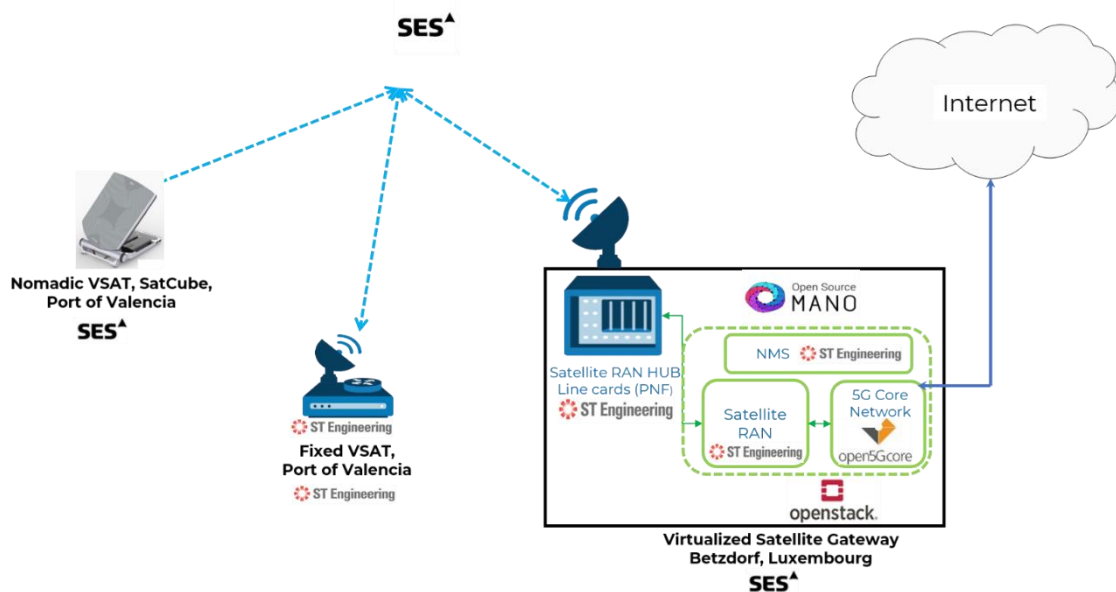 SES
Internet
Nomadic VSAT, SatCube,
Port of Valencia
SES
ST Engineering
Fixed VSAT,
Port of Valencia
ST Engineering
Open Source
MANO
Satellite RAN HUB
Line cards (PNF)
ST Engineering
NMS ST Engineering
Satellite
RAN
ST Engineering
5G Core
Network
open5Gcore
openstack.
Virtualized Satellite Gateway
Betzdorf, Luxembourg
SES